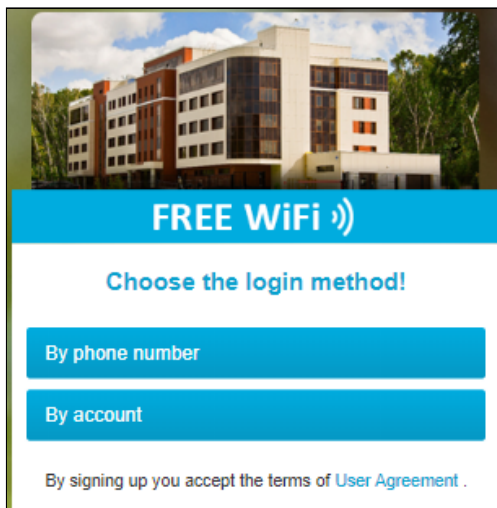 FREE WiFi
Choose the login method!
By phone number
By account
By signing up you accept the terms of User Agreement .